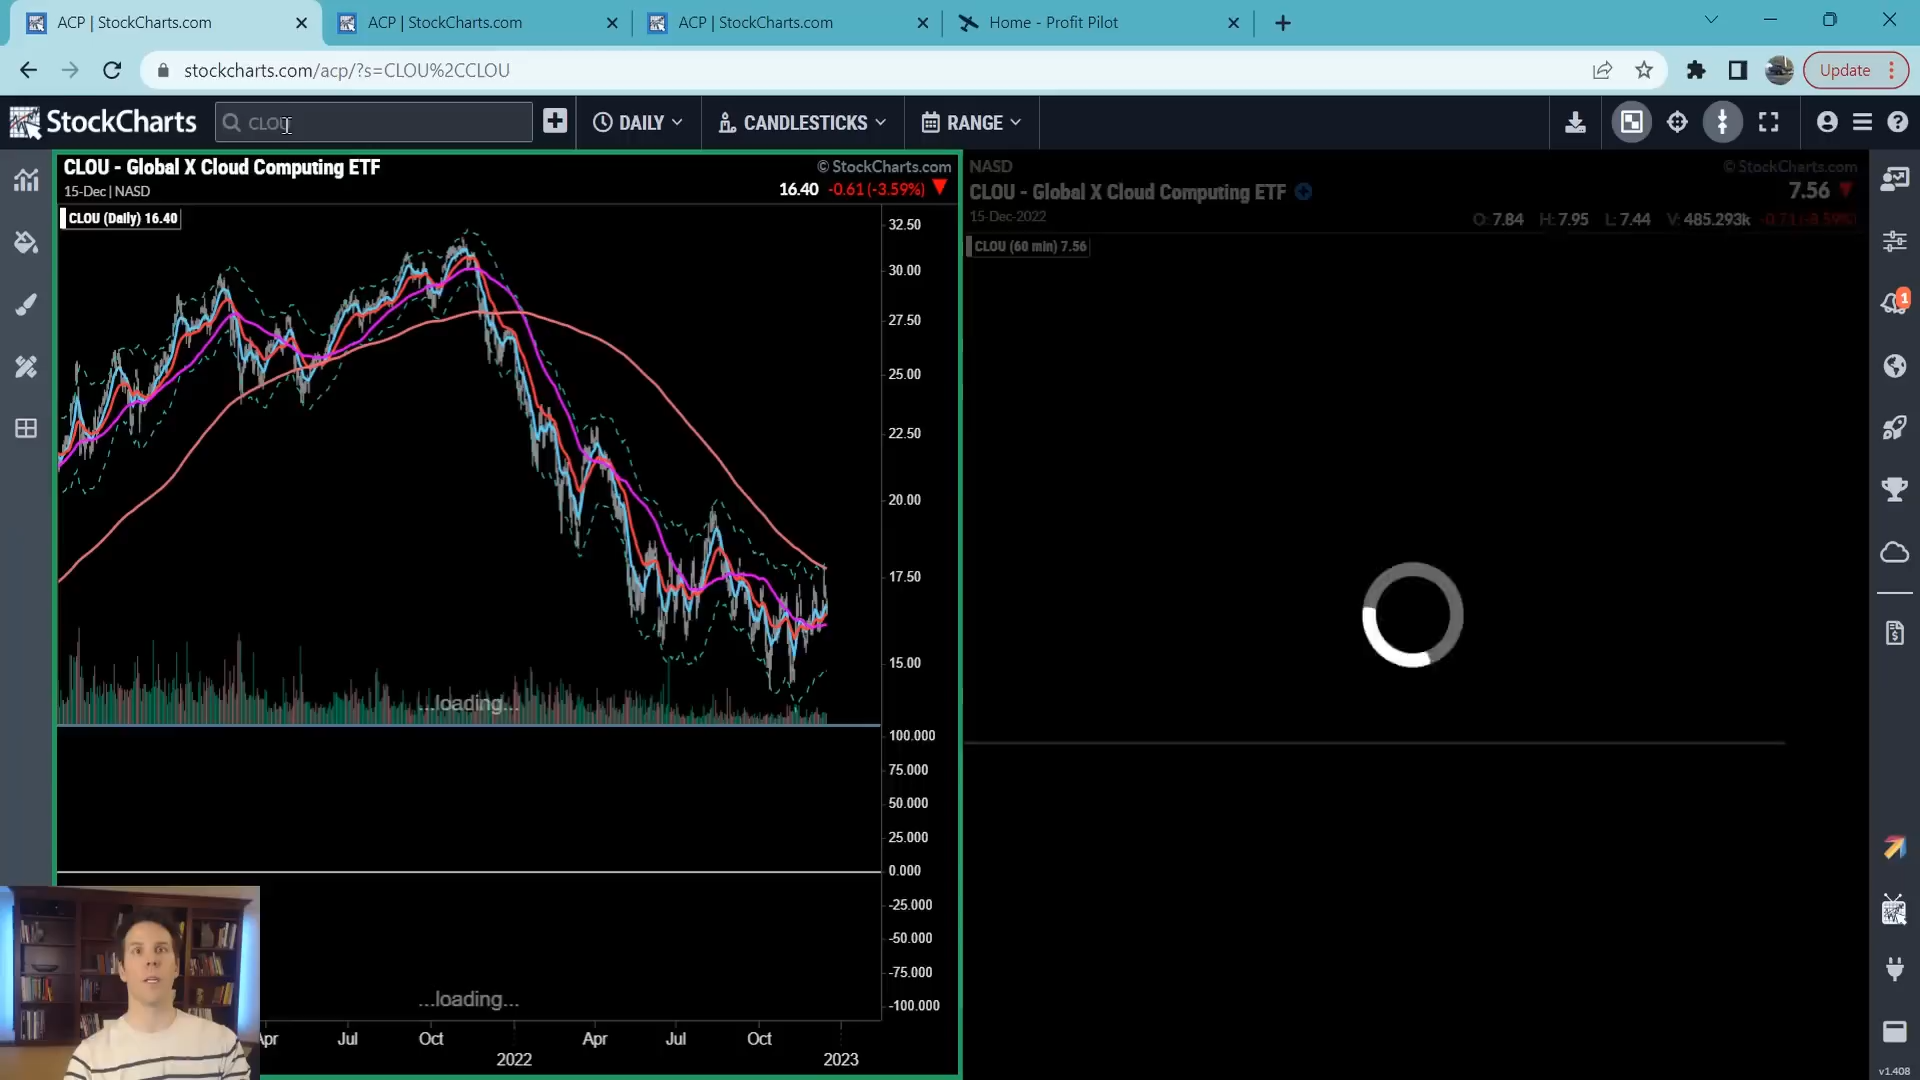 ACP | StockCharts.com
ACP | StockCharts.com
ACP | StockCharts.com
Home - Profit Pilot
stockcharts.com/acp/?s=CLOU%2CCLOU
Update
StockCharts
CLOU
DAILY
CANDLESTICKS
RANGE
CLOU - Global X Cloud Computing ETF
© StockCharts.com
15-Dec | NASD
16.40 -0.61 (-3.59%)
CLOU (Daily) 16.40
32.50
30.00
27.50
25.00
22.50
20.00
17.50
15.00
...loading...
100.000
75.000
50.000
25.000
0.000
-25.000
-50.000
-75.000
-100.000
...loading...
Apr
Jul
Oct
2022
Apr
Jul
Oct
2023
NASD
© StockCharts.com
CLOU - Global X Cloud Computing ETF
7.56
15-Dec-2022
O: 7.84 H: 7.95 L: 7.44 V: 485.293k -0.71 (-8.59%)
CLOU (60 min) 7.56
1
v1.408